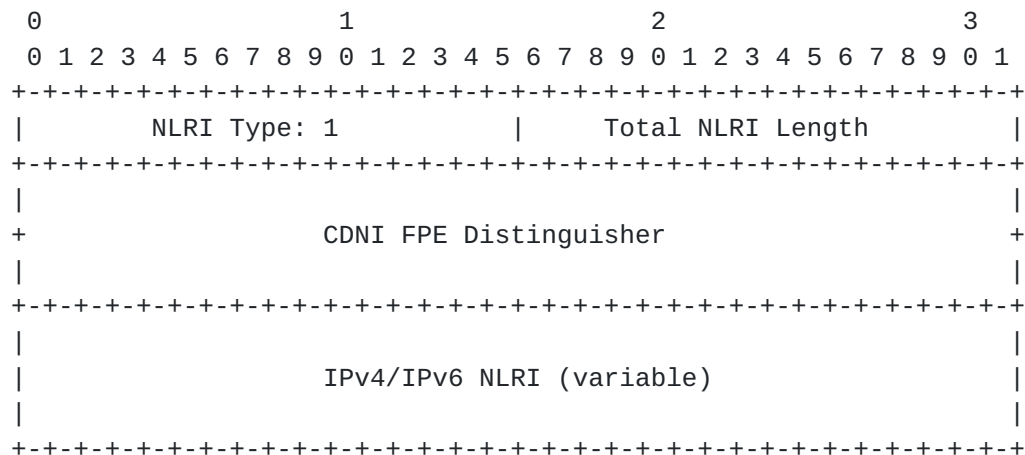 0                   1                   2                   3
 0 1 2 3 4 5 6 7 8 9 0 1 2 3 4 5 6 7 8 9 0 1 2 3 4 5 6 7 8 9 0 1
+-+-+-+-+-+-+-+-+-+-+-+-+-+-+-+-+-+-+-+-+-+-+-+-+-+-+-+-+-+-+-+-+
|        NLRI Type: 1           |     Total NLRI Length         |
+-+-+-+-+-+-+-+-+-+-+-+-+-+-+-+-+-+-+-+-+-+-+-+-+-+-+-+-+-+-+-+-+
|                                                               |
+                   CDNI FPE Distinguisher                      +
|                                                               |
+-+-+-+-+-+-+-+-+-+-+-+-+-+-+-+-+-+-+-+-+-+-+-+-+-+-+-+-+-+-+-+-+
|                                                               |
|                   IPv4/IPv6 NLRI (variable)                   |
|                                                               |
+-+-+-+-+-+-+-+-+-+-+-+-+-+-+-+-+-+-+-+-+-+-+-+-+-+-+-+-+-+-+-+-+